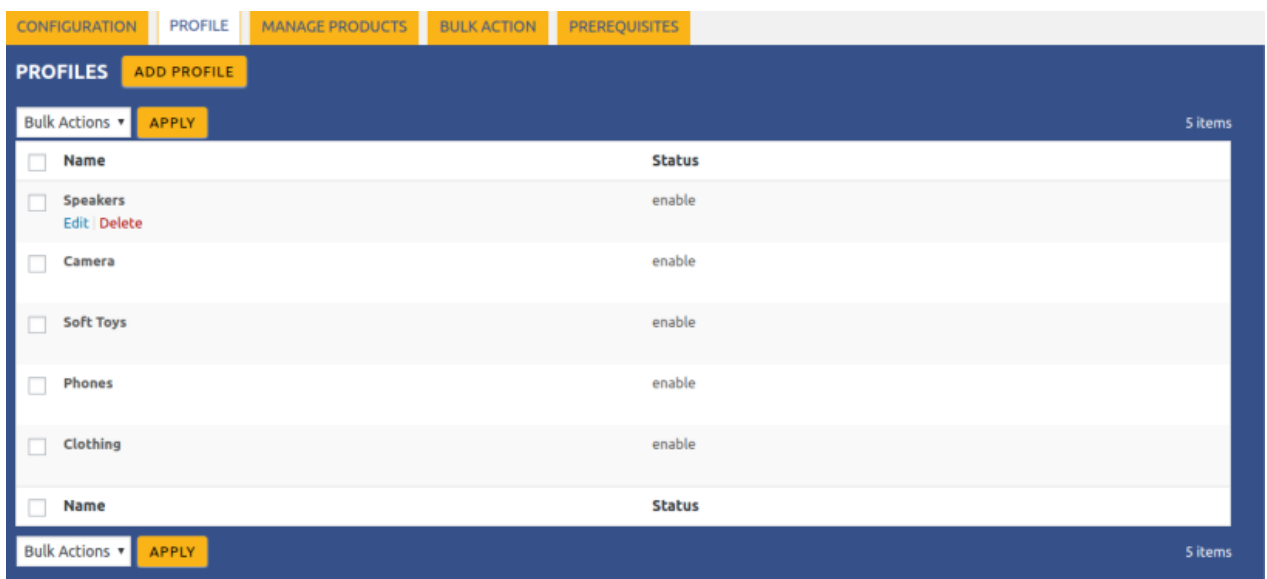 CONFIGURATION PROFILE MANAGE PRODUCTS BULK ACTION PREREQUISITES
PROFILES ADD PROFILE
Bulk Actions APPLY 5 items
Name Status
Speakers enable
Edit | Delete
Camera enable
Soft Toys enable
Phones enable
Clothing enable
Name Status
Bulk Actions APPLY 5 items